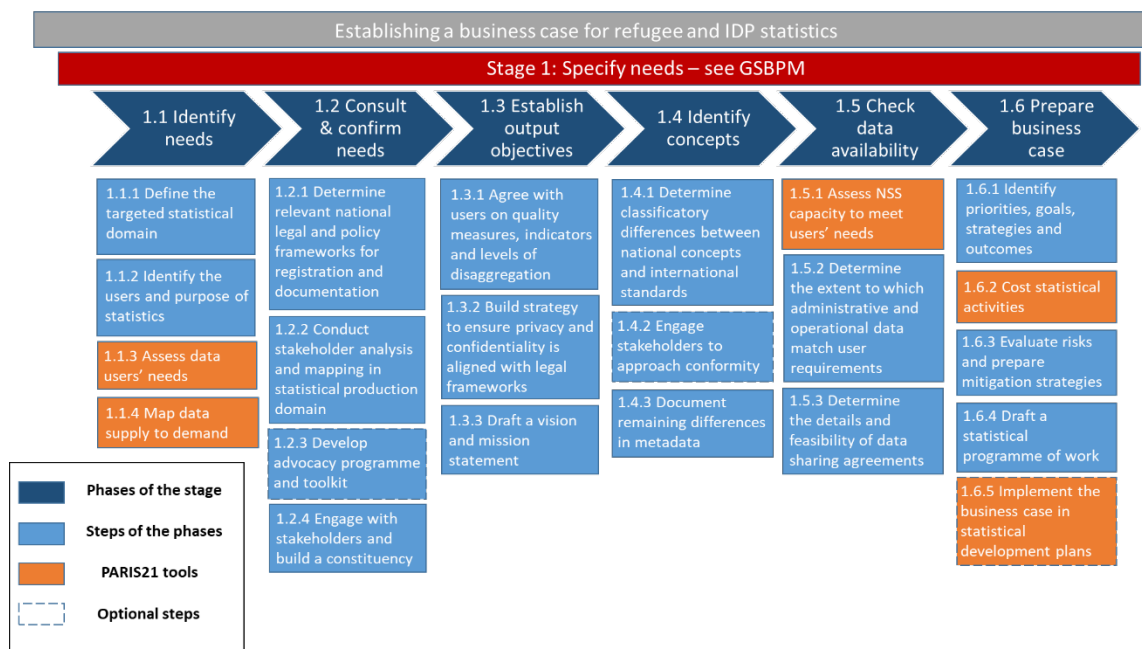 Establishing a business case for refugee and IDP statistics
Stage 1: Specify needs – see GSBPM
1.1 Identify
needs
1.2 Consult
& confirm
needs
1.3 Establish
output
objectives
1.4 Identify
concepts
1.5 Check
data
availability
1.6 Prepare
business
case
1.1.1 Define the
targeted statistical
domain
1.1.2 Identify the
users and purpose of
statistics
1.1.3 Assess data
users’ needs
1.1.4 Map data
supply to demand
1.2.1 Determine
relevant national
legal and policy
frameworks for
registration and
documentation
1.2.2 Conduct
stakeholder analysis
and mapping in
statistical production
domain
1.2.3 Develop
advocacy programme
and toolkit
1.2.4 Engage with
stakeholders and
build a constituency
1.3.1 Agree with
users on quality
measures, indicators
and levels of
disaggregation
1.3.2 Build strategy
to ensure privacy and
confidentiality is
aligned with legal
frameworks
1.3.3 Draft a vision
and mission
statement
1.4.1 Determine
classificatory
differences between
national concepts
and international
standards
1.4.2 Engage
stakeholders to
approach conformity
1.4.3 Document
remaining differences
in metadata
1.5.1 Assess NSS
capacity to meet
users’ needs
1.5.2 Determine
the extent to which
administrative and
operational data
match user
requirements
1.5.3 Determine
the details and
feasibility of data
sharing agreements
1.6.1 Identify
priorities, goals,
strategies and
outcomes
1.6.2 Cost statistical
activities
1.6.3 Evaluate risks
and prepare
mitigation strategies
1.6.4 Draft a
statistical
programme of work
1.6.5 Implement the
business case in
statistical
development plans
Phases of the stage
Steps of the phases
PARIS21 tools
Optional steps